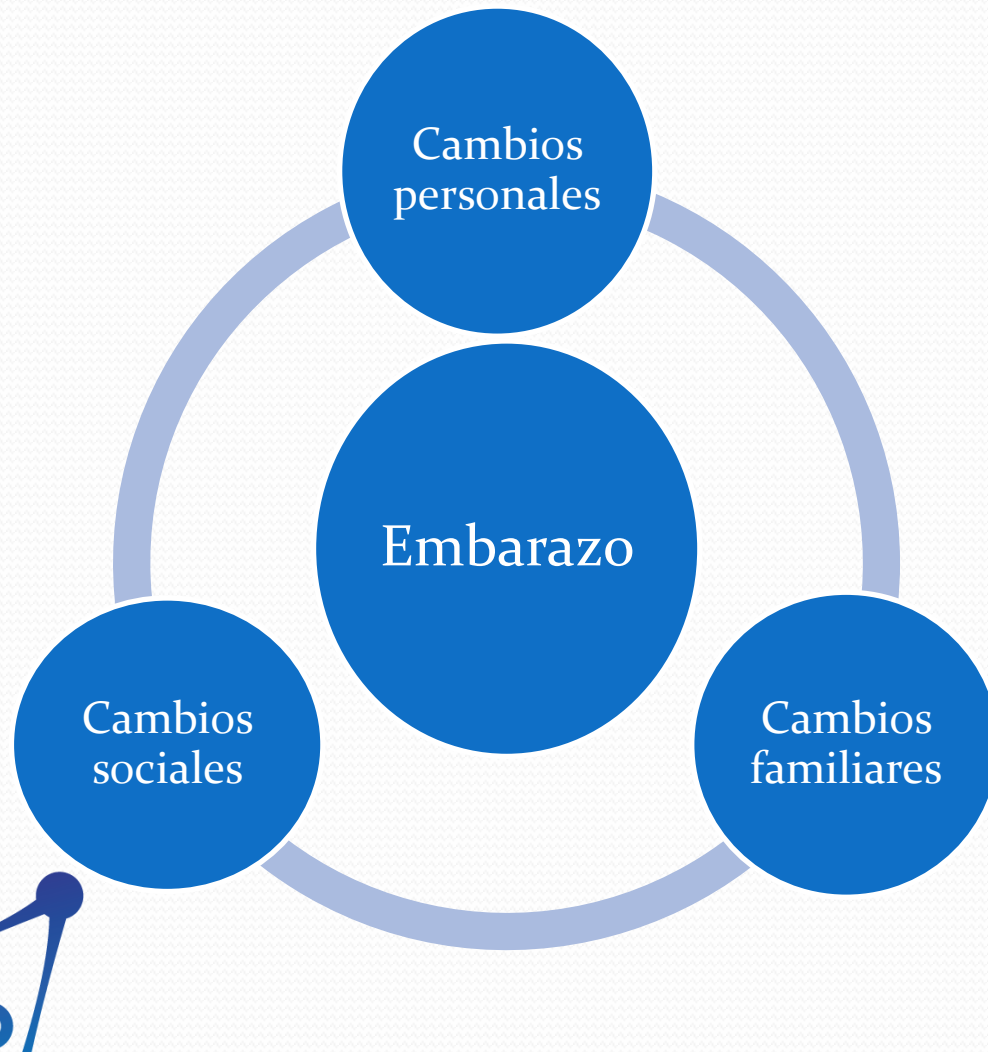 Cambios
personales
Embarazo
Cambios
sociales
Cambios
familiares